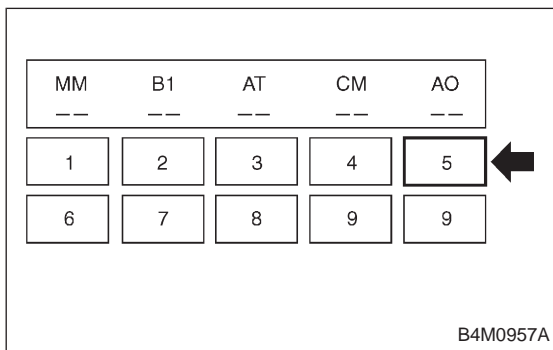 MM B1 AT CM AO
–– –– –– –– ––
1 2 3 4 5
6 7 8 9 9
B4M0957A